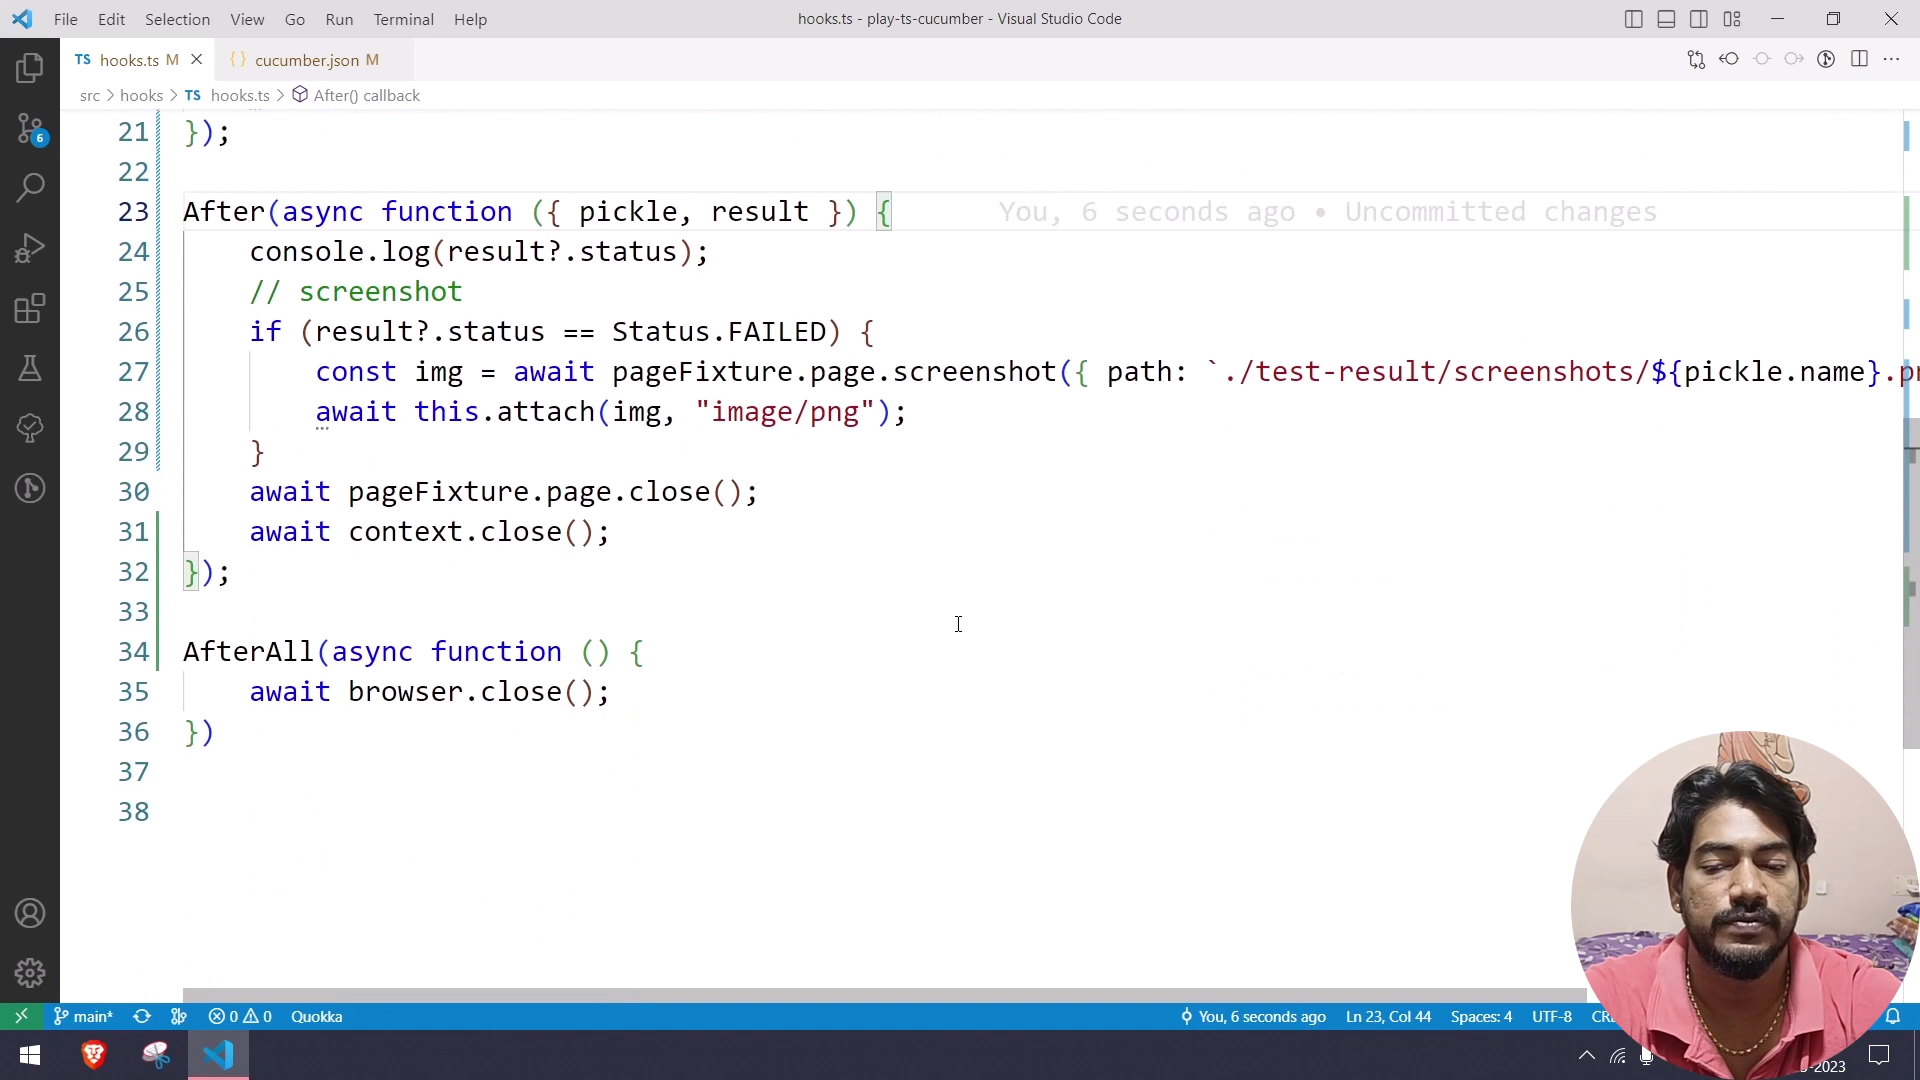 File Edit Selection View Go Run Terminal Help
hooks.ts - play-ts-cucumber - Visual Studio Code
TS hooks.ts M
{} cucumber.json M
src > hooks > TS hooks.ts > After() callback
21 });
22
23 After(async function ({ pickle, result }) { You, 6 seconds ago • Uncommitted changes
24 console.log(result?.status);
25 // screenshot
26 if (result?.status == Status.FAILED) {
27 const img = await pageFixture.page.screenshot({ path: `./test-result/screenshots/${pickle.name}.pn
28 await this.attach(img, "image/png");
29 }
30 await pageFixture.page.close();
31 await context.close();
32 });
33
34 AfterAll(async function () {
35 await browser.close();
36 })
37
38
6
main* 0 0 Quokka
You, 6 seconds ago Ln 23, Col 44 Spaces: 4 UTF-8
-2023